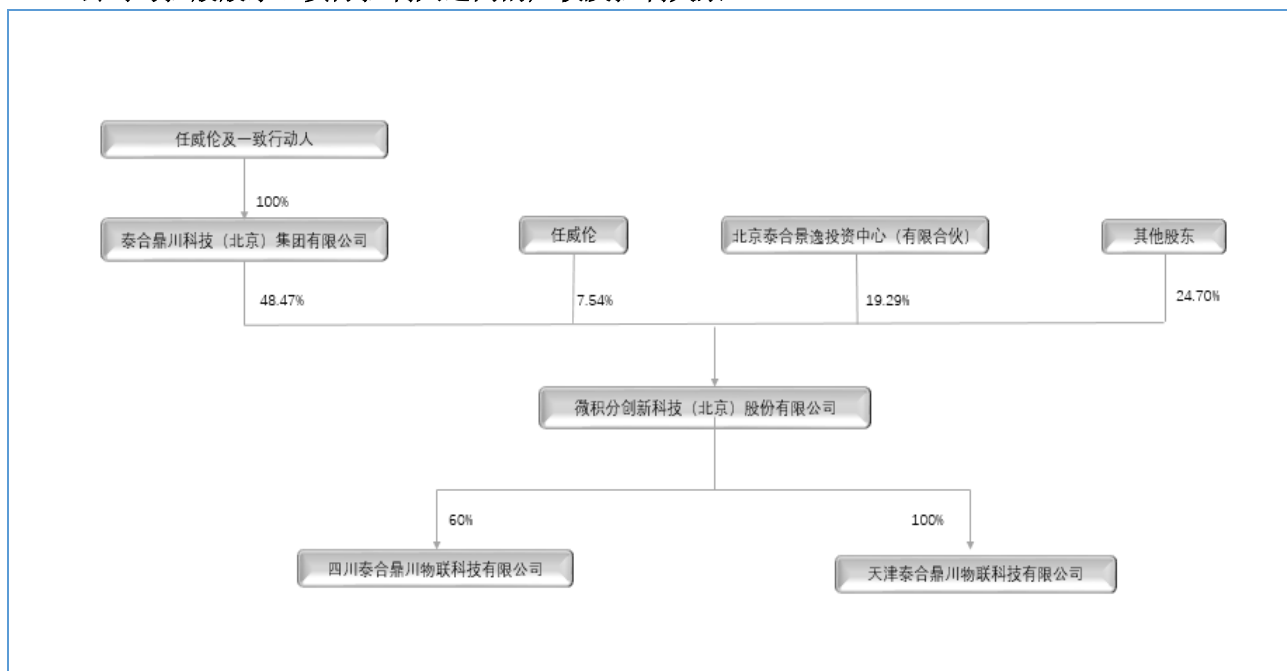 任威伦及一致行动人
100%
泰合鼎川科技（北京）集团有限公司
任威伦
北京泰合景逸投资中心（有限合伙）
其他股东
48.47%
7.54%
19.29%
24.70%
微积分创新科技（北京）股份有限公司
60%
100%
四川泰合鼎川物联科技有限公司
天津泰合鼎川物联科技有限公司